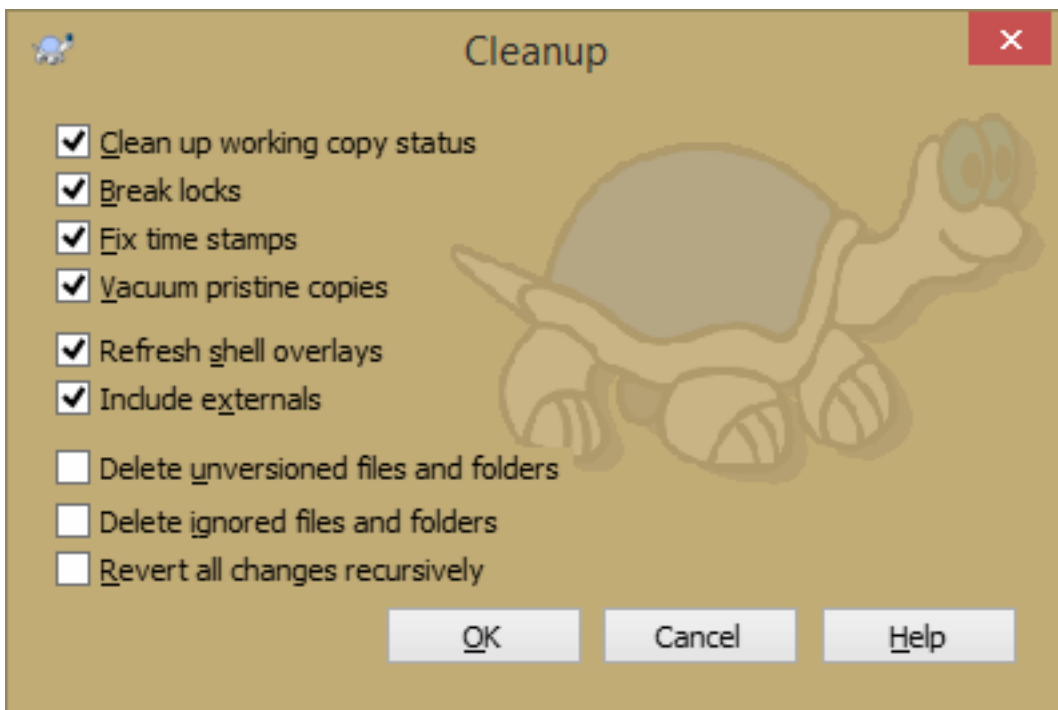 Cleanup
Clean up working copy status
Break locks
Fix time stamps
Vacuum pristine copies
Refresh shell overlays
Include externals
Delete unversioned files and folders
Delete ignored files and folders
Revert all changes recursively
OK Cancel Help